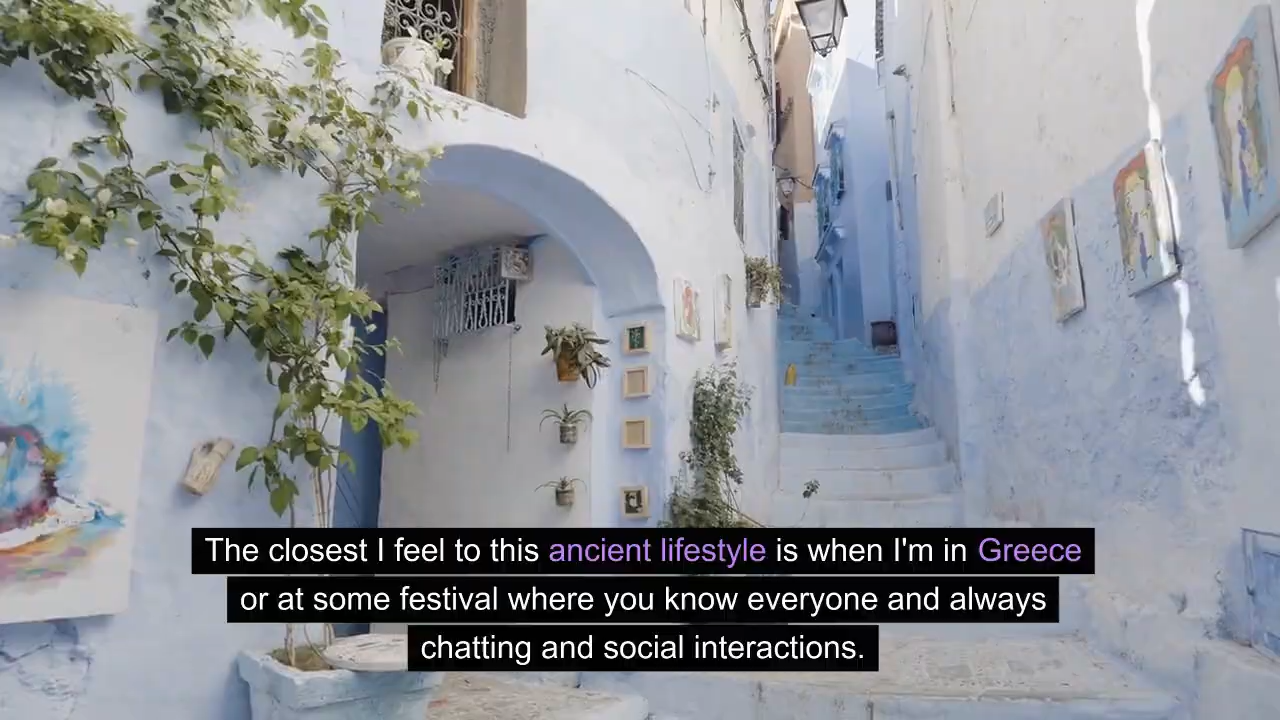 The closest I feel to this ancient lifestyle is when I'm in Greece
or at some festival where you know everyone and always
chatting and social interactions.